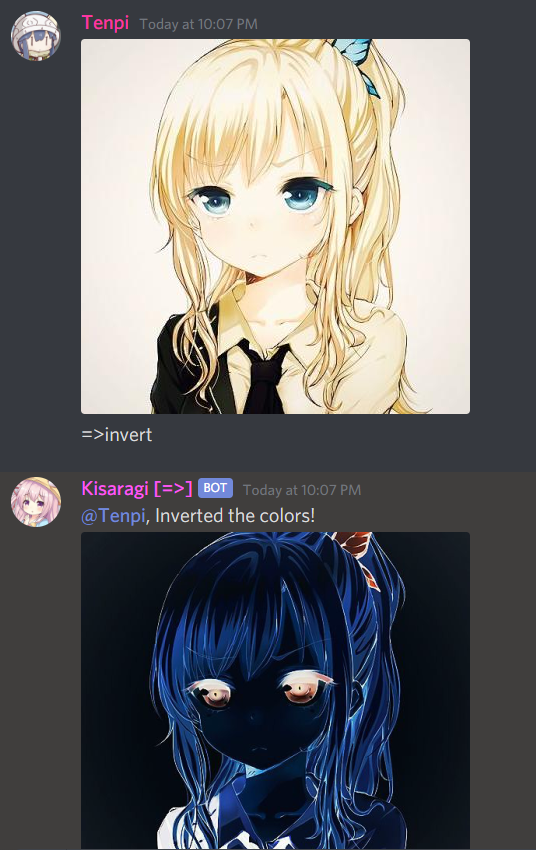 Tenpi Today at 10:07 PM
=>invert
Kisaragi [=>] BOT Today at 10:07 PM
@Tenpi, Inverted the colors!